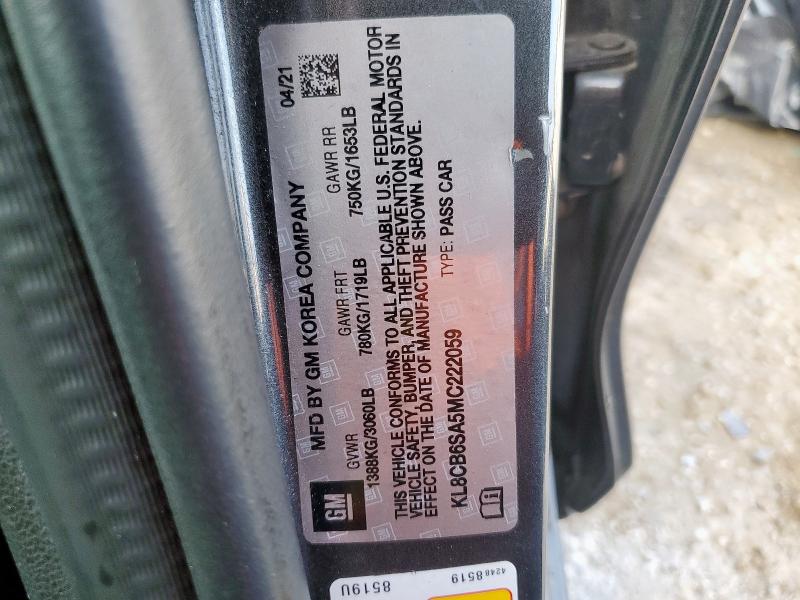 MFD BY GM KOREA COMPANY
04/21
GVWR
GAWR FRT
GAWR RR
1388KG/3060LB
780KG/1719LB
750KG/1653LB
THIS VEHICLE CONFORMS TO ALL APPLICABLE U.S. FEDERAL MOTOR
VEHICLE SAFETY, BUMPER, AND THEFT PREVENTION STANDARDS IN
EFFECT ON THE DATE OF MANUFACTURE SHOWN ABOVE.
KL8CB6SA5MC222059
TYPE: PASS CAR
GM
42488519
8519U